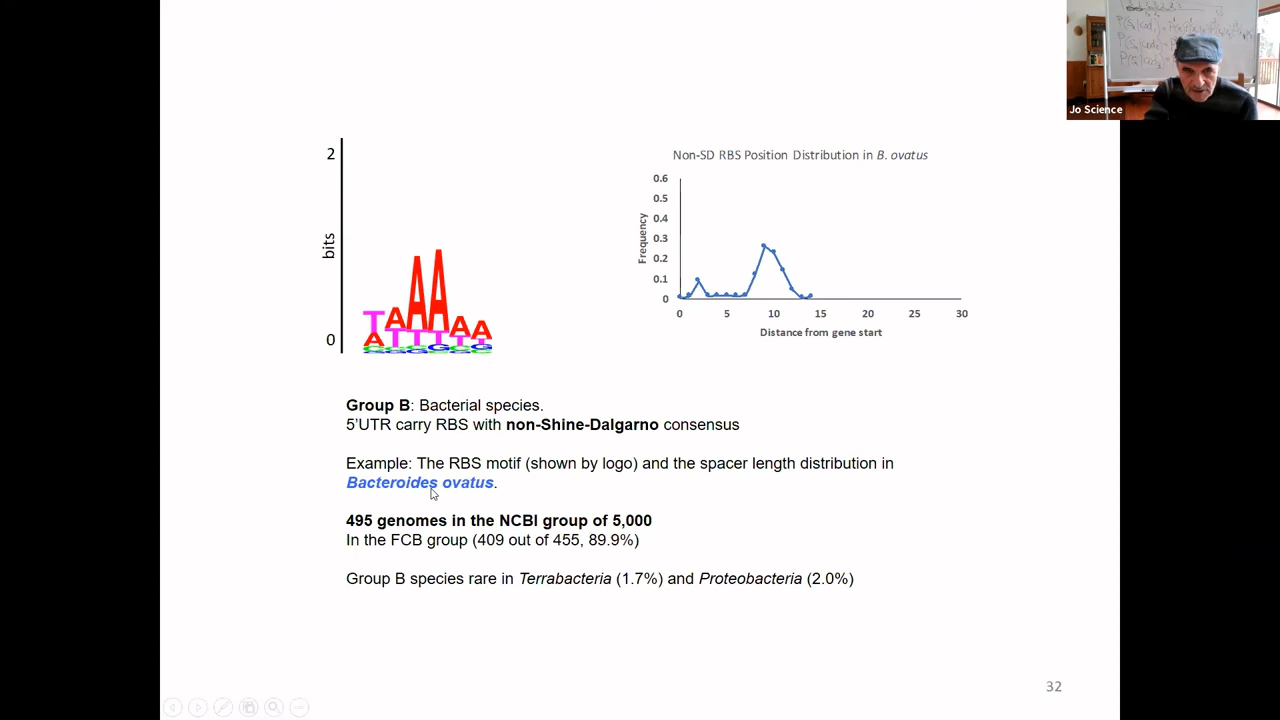 Jo Science
2
bits
0
TAAAAA
ATTTTT
Non-SD RBS Position Distribution in B. ovatus
Frequency
0.6
0.5
0.4
0.3
0.2
0.1
0
0 5 10 15 20 25 30
Distance from gene start
Group B: Bacterial species.
5'UTR carry RBS with non-Shine-Dalgarno consensus
Example: The RBS motif (shown by logo) and the spacer length distribution in
Bacteroides ovatus.
495 genomes in the NCBI group of 5,000
In the FCB group (409 out of 455, 89.9%)
Group B species rare in Terrabacteria (1.7%) and Proteobacteria (2.0%)
32